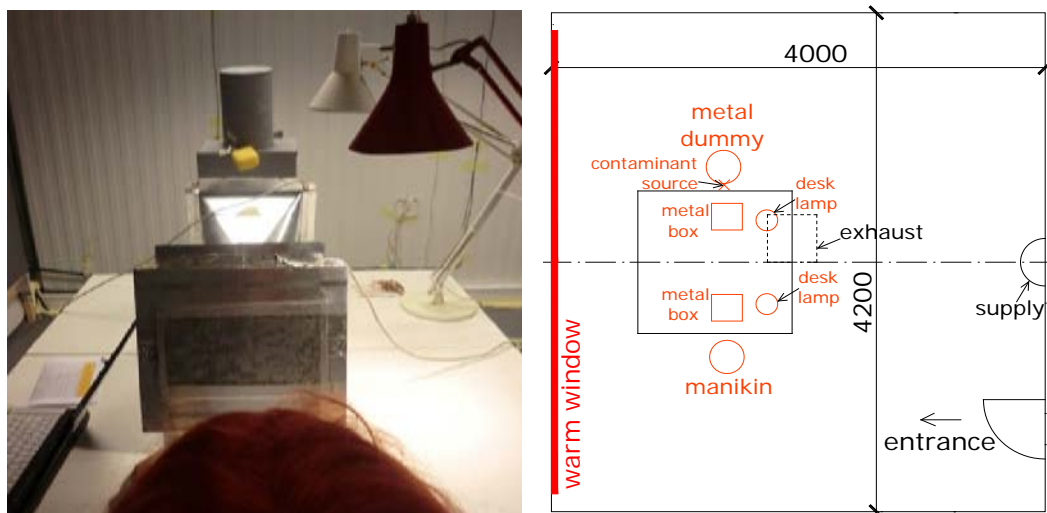 4000
metal
dummy
contaminant
source
desk
lamp
metal
box
exhaust
desk
lamp
metal
box
4200
supply
manikin
warm window
entrance